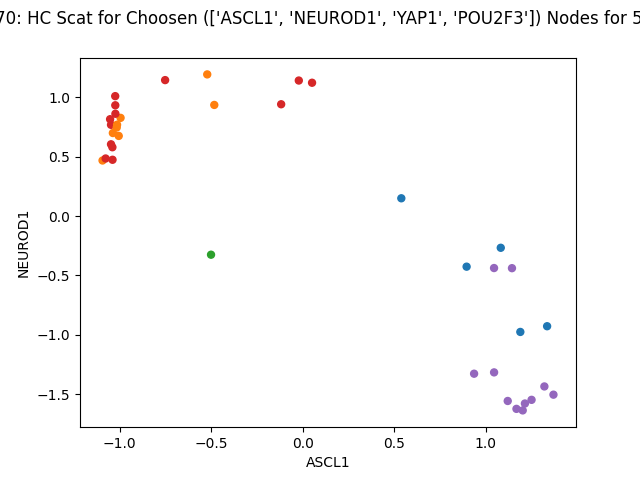 70: HC Scat for Choosen (['ASCL1', 'NEUROD1', 'YAP1', 'POU2F3']) Nodes for 5
1.0
0.5
0.0
−0.5
−1.0
−1.5
NEUROD1
−1.0 −0.5 0.0 0.5 1.0
ASCL1